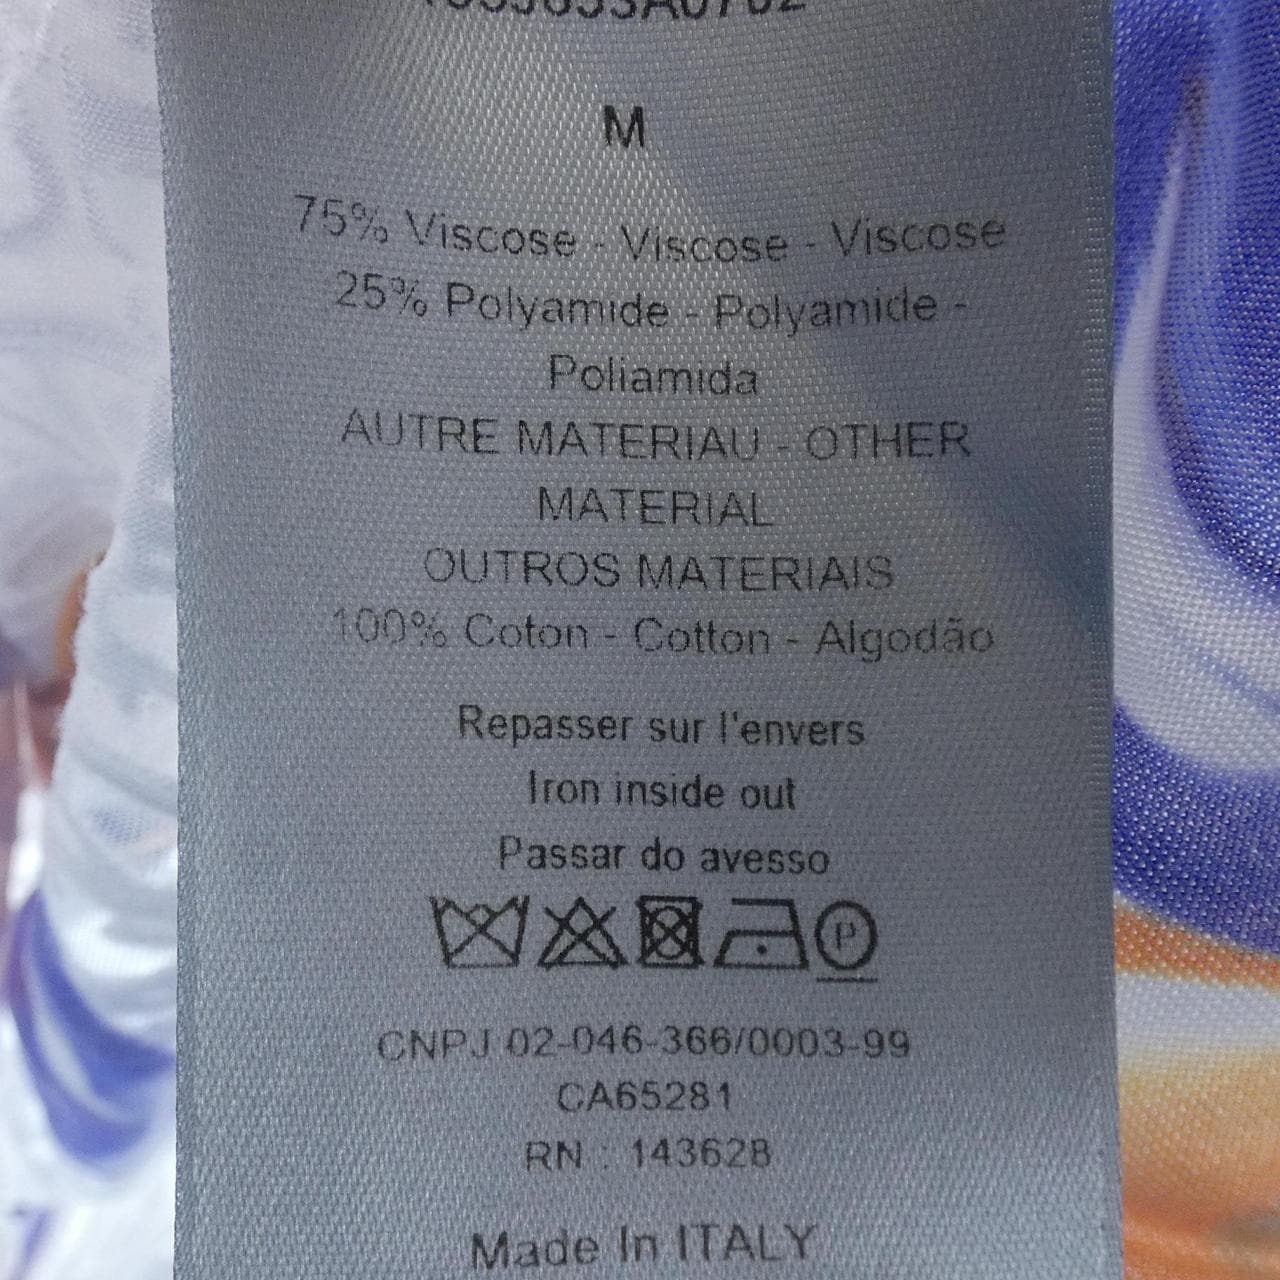 M
75% Viscose - Viscose - Viscose
25% Polyamide - Polyamide -
Poliamida
AUTRE MATERIAU - OTHER
MATERIAL
OUTROS MATERIAIS
100% Coton - Cotton - Algodão
Repasser sur l'envers
Iron inside out
Passar do avesso
P
CNPJ 02-046-366/0003-99
CA65281
RN : 143628
Made In ITALY